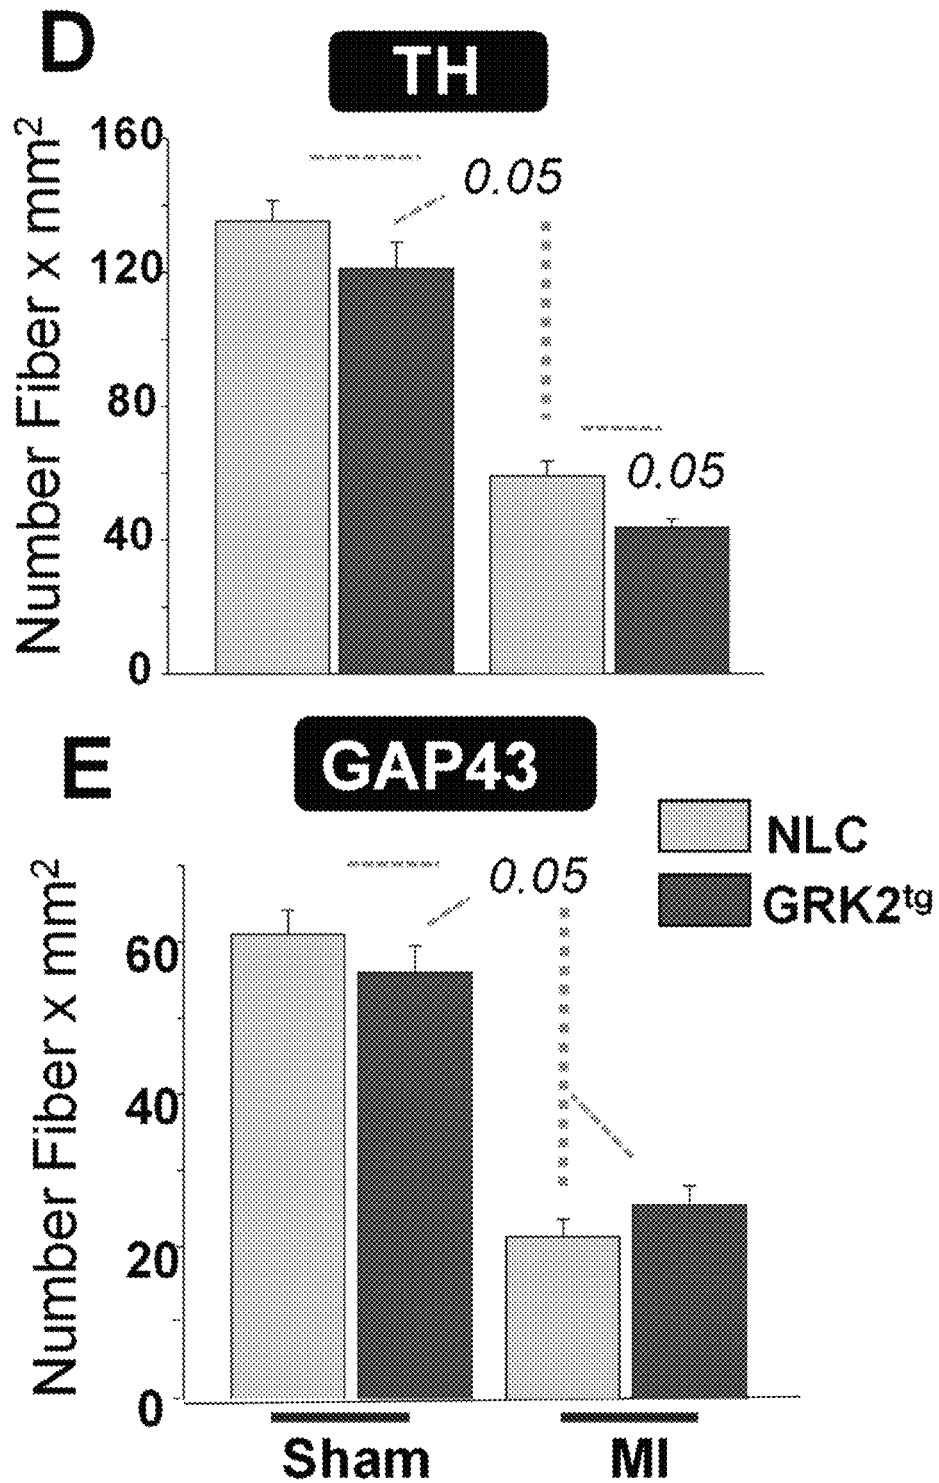 D
TH
Number Fiber x mm²
160
120
80
40
0
0.05
0.05
E
GAP43
NLC
GRK2ᵗᵍ
Number Fiber x mm²
60
40
20
0
0.05
Sham
MI